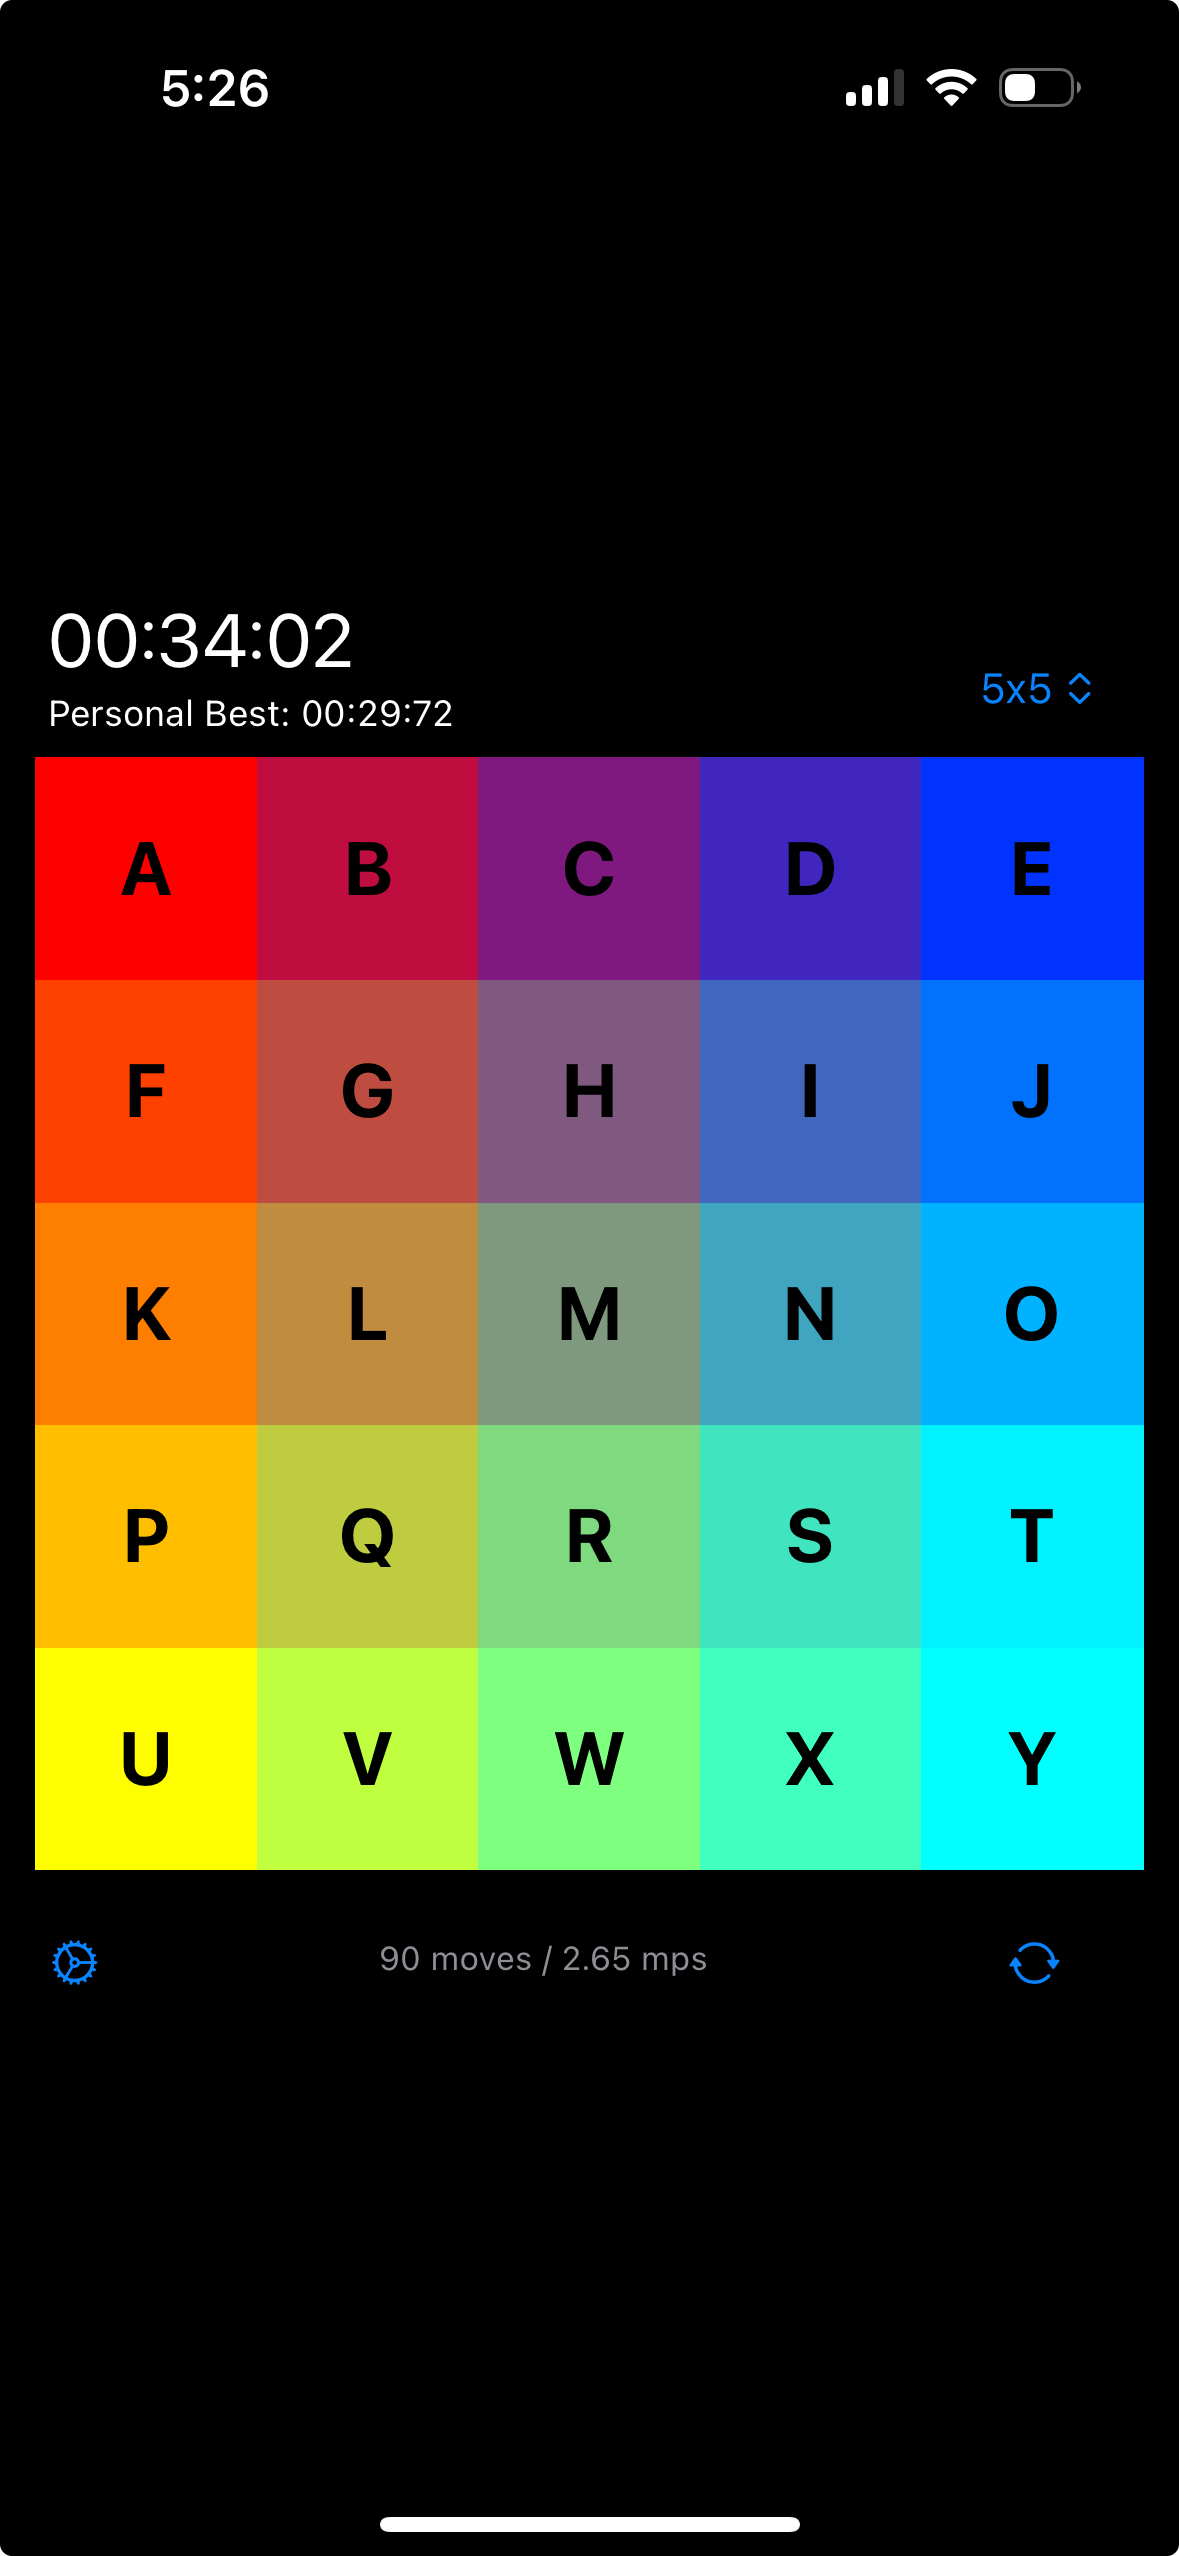 5:26
00:34:02
5x5
Personal Best: 00:29:72
A B C D E
F G H I J
K L M N O
P Q R S T
U V W X Y
90 moves / 2.65 mps